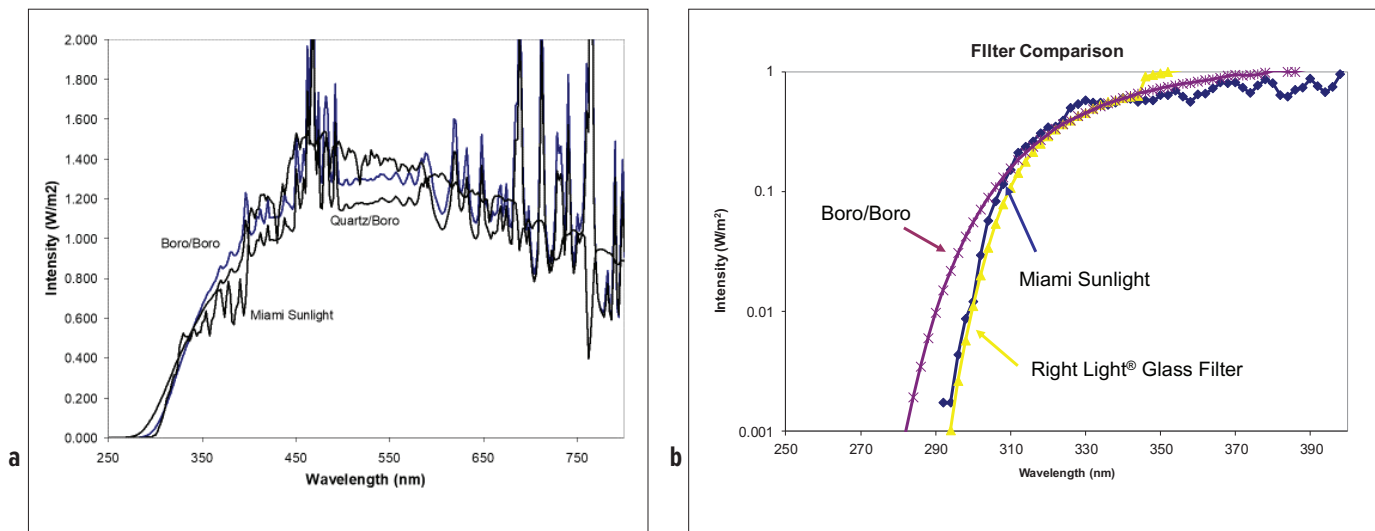 a
2.000
1.800
1.600
1.400
1.200
1.000
0.800
0.600
0.400
0.200
0.000
Intensity (W/m2)
Boro/Boro
Quartz/Boro
Miami Sunlight
250
350
450
550
650
750
Wavelength (nm)
b
FIlter Comparison
1
0.1
0.01
0.001
Intensity (W/m²)
Boro/Boro
Miami Sunlight
Right Light® Glass Filter
250
270
290
310
330
350
370
390
Wavelength (nm)